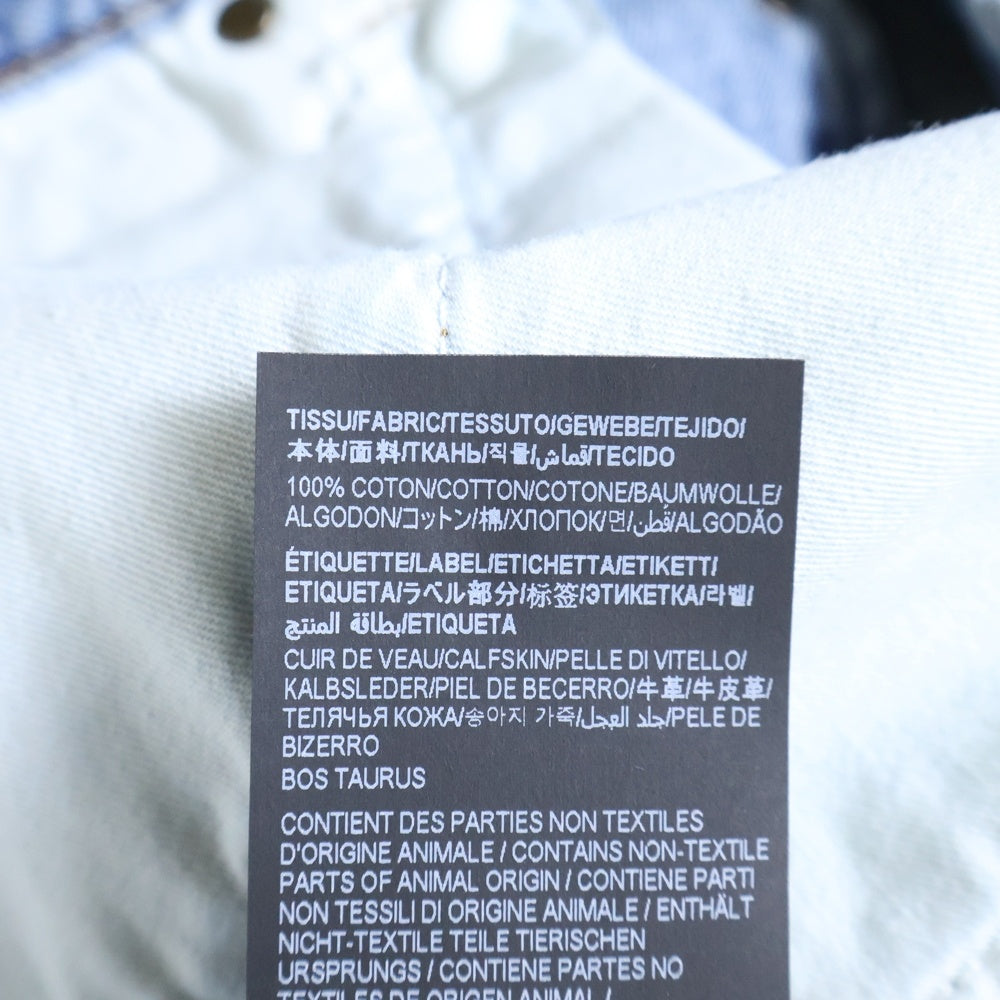 TISSU/FABRIC/TESSUTO/GEWEBE/TEJIDO/
本体/面料/ТКАНЬ/직물/قماش/TECIDO
100% COTON/COTTON/COTONE/BAUMWOLLE/
ALGODON/コットン/棉/ХЛОПОК/면/قُطن/ALGODÃO
ÉTIQUETTE/LABEL/ETICHETTA/ETIKETT/
ETIQUETA/ラベル部分/标签/ЭТИКЕТКА/라벨/
بطاقة المنتج/ETIQUETA
CUIR DE VEAU/CALFSKIN/PELLE DI VITELLO/
KALBSLEDER/PIEL DE BECERRO/牛革/牛皮革/
ТЕЛЯЧЬЯ КОЖА/송아지 가죽/جلد العجل/PELE DE
BIZERRO
BOS TAURUS
CONTIENT DES PARTIES NON TEXTILES
D'ORIGINE ANIMALE / CONTAINS NON-TEXTILE
PARTS OF ANIMAL ORIGIN / CONTIENE PARTI
NON TESSILI DI ORIGINE ANIMALE / ENTHÄLT
NICHT-TEXTILE TEILE TIERISCHEN
URSPRUNGS / CONTIENE PARTES NO
TEXTILES DE ORIGEN ANIMAL /